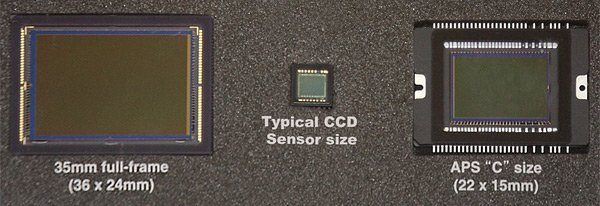 35mm full-frame
(36 x 24mm)
Typical CCD
Sensor size
APS “C” size
(22 x 15mm)